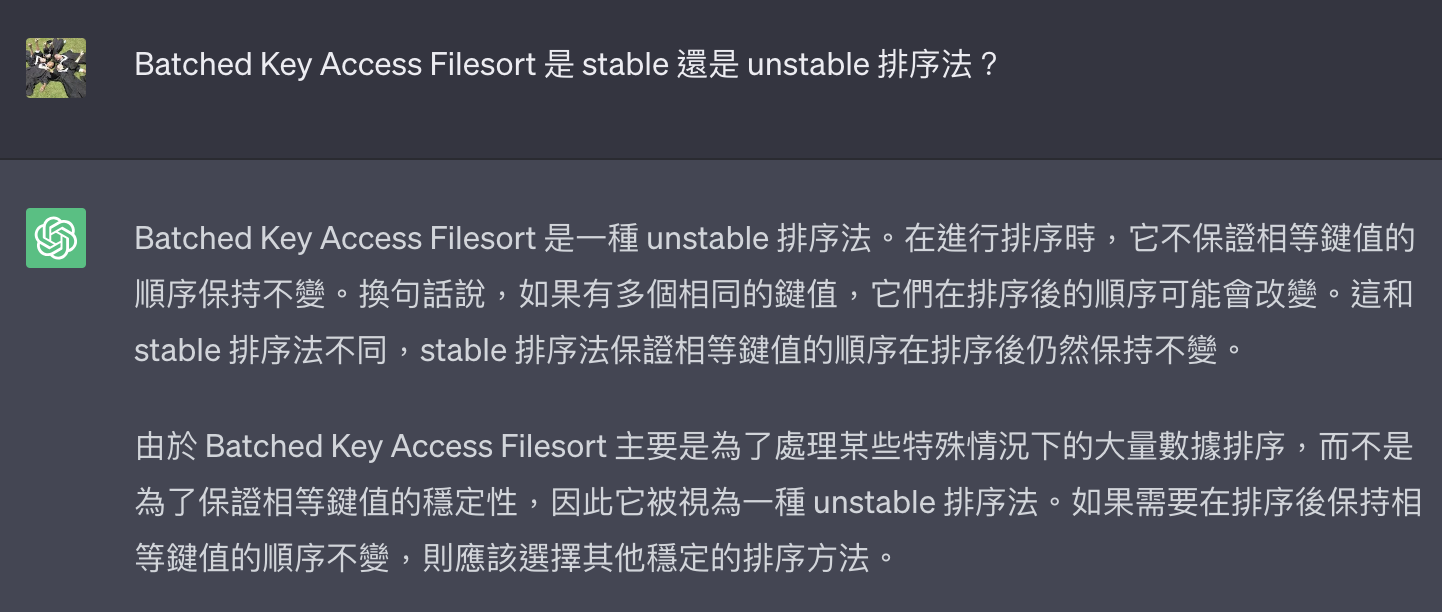 Batched Key Access Filesort 是 stable 還是 unstable 排序法？
Batched Key Access Filesort 是一種 unstable 排序法。在進行排序時，它不保證相等鍵值的
順序保持不變。換句話說，如果有多個相同的鍵值，它們在排序後的順序可能會改變。這和
stable 排序法不同，stable 排序法保證相等鍵值的順序在排序後仍然保持不變。
由於 Batched Key Access Filesort 主要是為了處理某些特殊情況下的大量數據排序，而不是
為了保證相等鍵值的穩定性，因此它被視為一種 unstable 排序法。如果需要在排序後保持相
等鍵值的順序不變，則應該選擇其他穩定的排序方法。